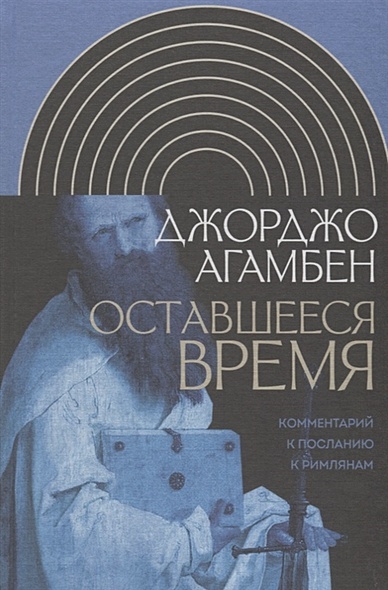 ДЖОРДЖО
АГАМБЕН
ОСТАВШЕЕСЯ
ВРЕМЯ
КОММЕНТАРИЙ
К ПОСЛАНИЮ
К РИМЛЯНАМ